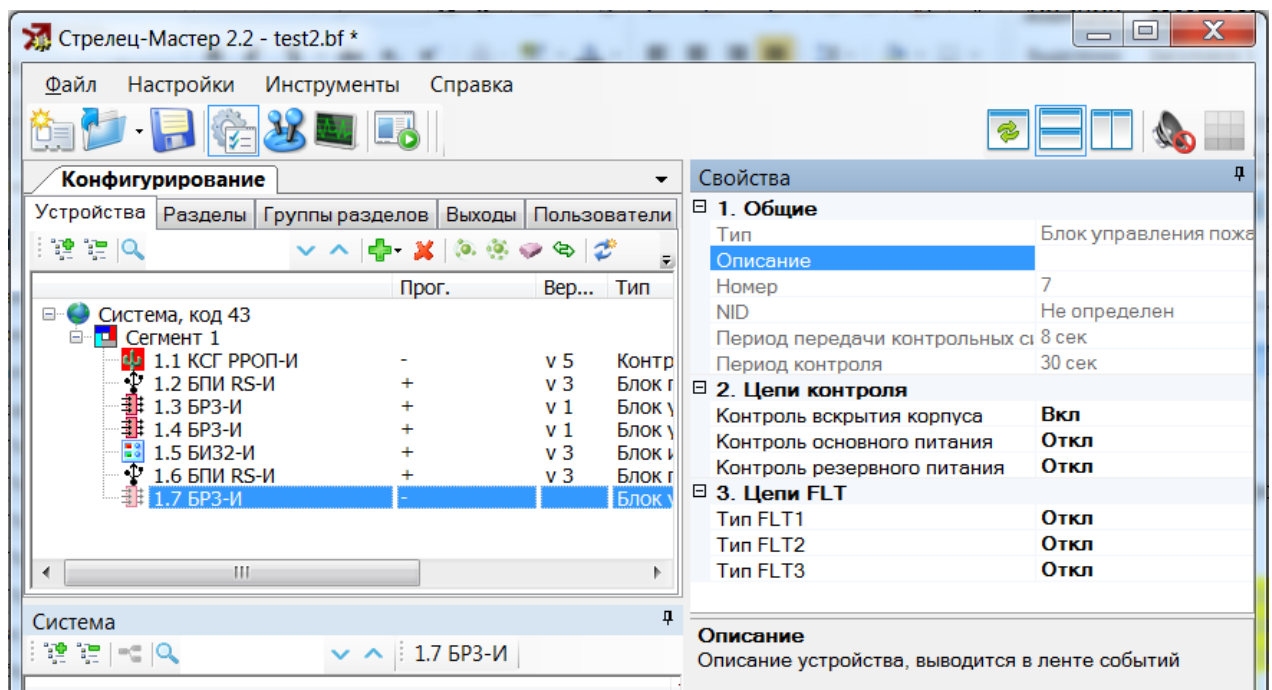 Стрелец-Мастер 2.2 - test2.bf *
Файл Настройки Инструменты Справка
Конфигурирование
Устройства Разделы Группы разделов Выходы Пользователи
Прог. Вер... Тип
Система, код 43
Сегмент 1
1.1 КСГ РРОП-И - v 5 Контр
1.2 БПИ RS-И + v 3 Блок п
1.3 БРЗ-И + v 1 Блок у
1.4 БРЗ-И + v 1 Блок у
1.5 БИ32-И + v 3 Блок и
1.6 БПИ RS-И + v 3 Блок п
1.7 БРЗ-И - Блок у
Система
1.7 БРЗ-И
Свойства
1. Общие
Тип Блок управления пожа
Описание
Номер 7
NID Не определен
Период передачи контрольных си 8 сек
Период контроля 30 сек
2. Цепи контроля
Контроль вскрытия корпуса Вкл
Контроль основного питания Откл
Контроль резервного питания Откл
3. Цепи FLT
Тип FLT1 Откл
Тип FLT2 Откл
Тип FLT3 Откл
Описание
Описание устройства, выводится в ленте событий